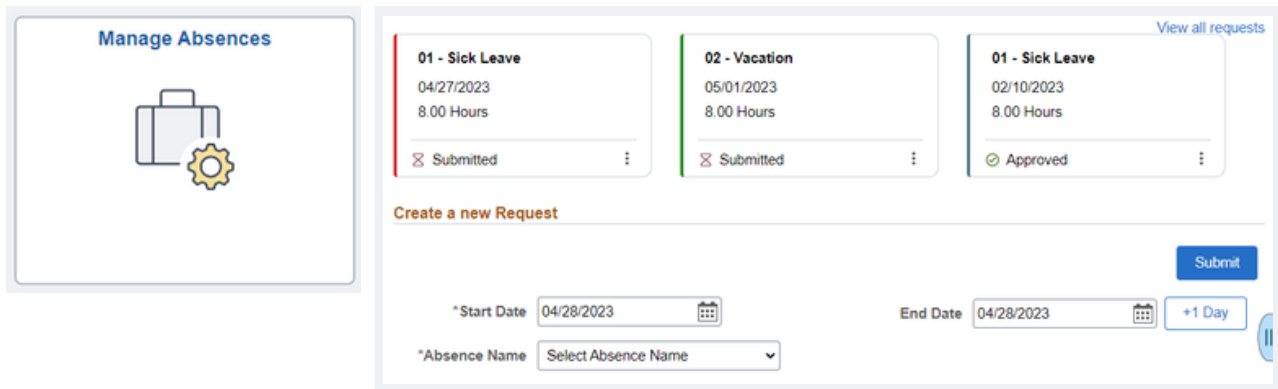 Manage Absences
View all requests
01 - Sick Leave
04/27/2023
8.00 Hours
Submitted
02 - Vacation
05/01/2023
8.00 Hours
Submitted
01 - Sick Leave
02/10/2023
8.00 Hours
Approved
Create a new Request
Submit
*Start Date 04/28/2023 End Date 04/28/2023 +1 Day
*Absence Name Select Absence Name